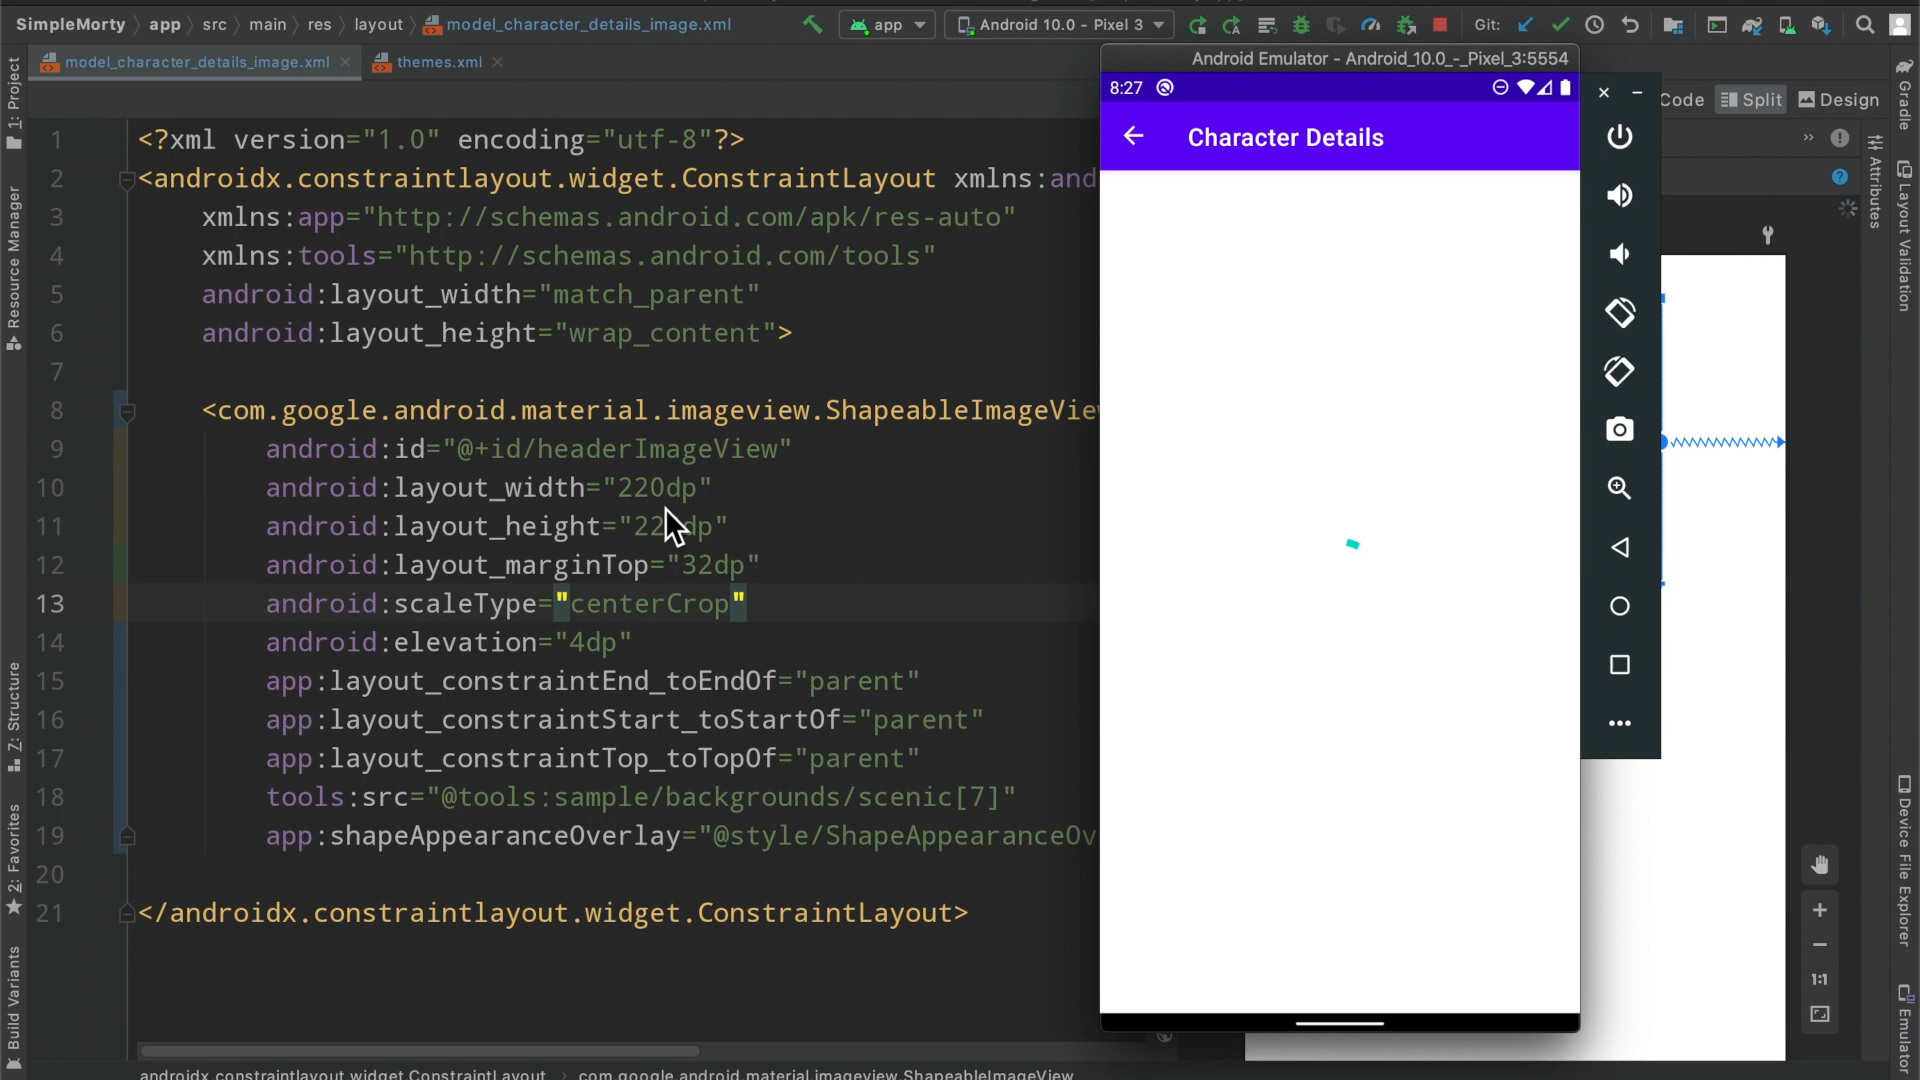 SimpleMorty
app
src
main
res
layout
model_character_details_image.xml
app
Android 10.0 - Pixel 3
Git:
model_character_details_image.xml
themes.xml
Android Emulator - Android_10.0_-_Pixel_3:5554
Code
Split
Design
8:27
Character Details
1: Project
Resource Manager
Z: Structure
2: Favorites
Build Variants
1 <?xml version="1.0" encoding="utf-8"?>
2 <androidx.constraintlayout.widget.ConstraintLayout xmlns:and
3 xmlns:app="http://schemas.android.com/apk/res-auto"
4 xmlns:tools="http://schemas.android.com/tools"
5 android:layout_width="match_parent"
6 android:layout_height="wrap_content">
7
8 <com.google.android.material.imageview.ShapeableImageVie
9 android:id="@+id/headerImageView"
10 android:layout_width="220dp"
11 android:layout_height="22 dp"
12 android:layout_marginTop="32dp"
13 android:scaleType="centerCrop"
14 android:elevation="4dp"
15 app:layout_constraintEnd_toEndOf="parent"
16 app:layout_constraintStart_toStartOf="parent"
17 app:layout_constraintTop_toTopOf="parent"
18 tools:src="@tools:sample/backgrounds/scenic[7]"
19 app:shapeAppearanceOverlay="@style/ShapeAppearanceOv
20
21 </androidx.constraintlayout.widget.ConstraintLayout>
androidx.constraintlayout.widget.ConstraintLayout
com.google.android.material.imageview.ShapeableImageView
Gradle
Attributes
Layout Validation
Device File Explorer
Emulator
1:1